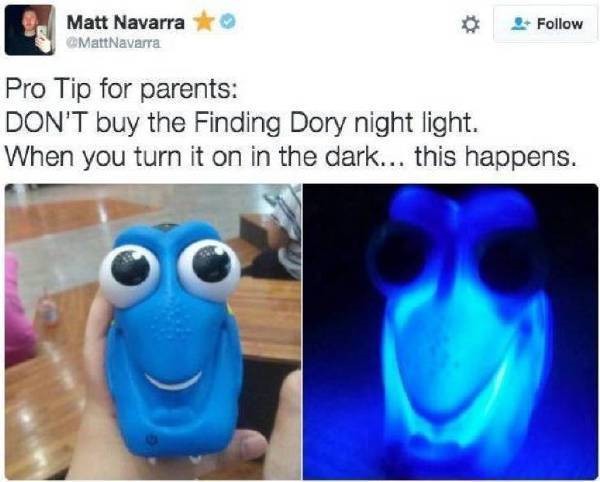 Matt Navarra
@MattNavarra
Follow
Pro Tip for parents:
DON'T buy the Finding Dory night light.
When you turn it on in the dark... this happens.